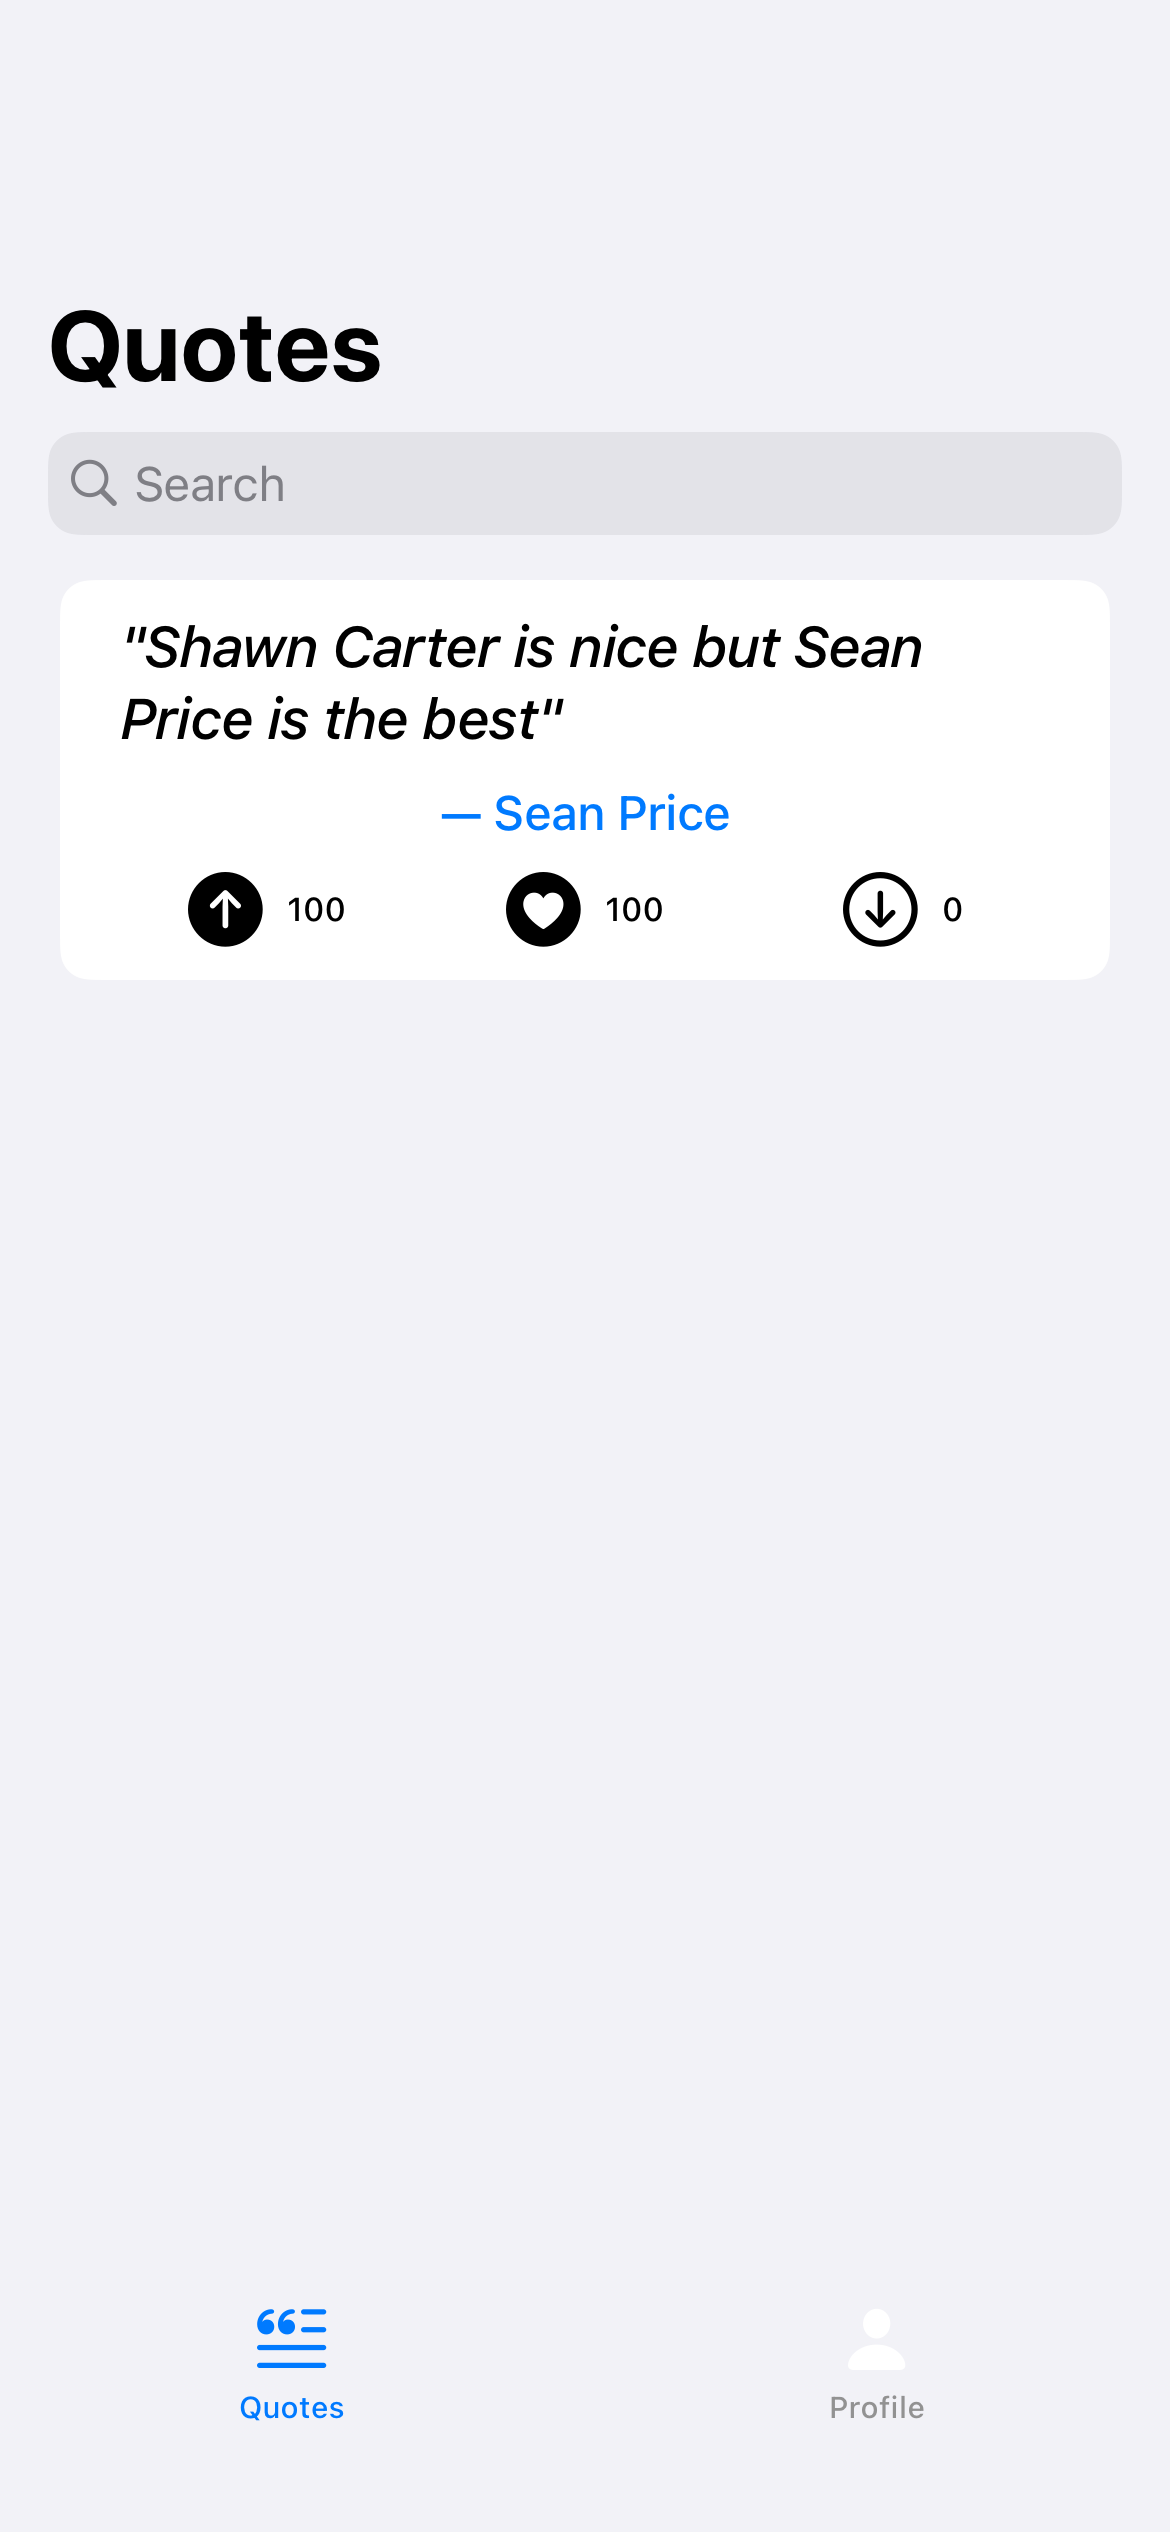 Quotes
Search
"Shawn Carter is nice but Sean
Price is the best"
— Sean Price
100 100 0
Quotes Profile